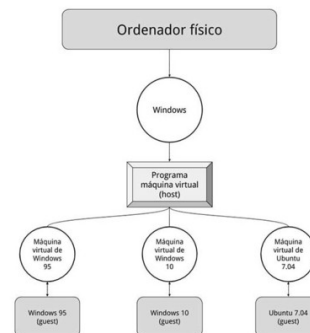 Ordenador físico
Windows
Programa
máquina virtual
(host)
Máquina
virtual de
Windows
95
Máquina
virtual de
Windows
10
Máquina
virtual de
Ubuntu
7.04
Windows 95
(guest)
Windows 10
(guest)
Ubuntu 7.04
(guest)